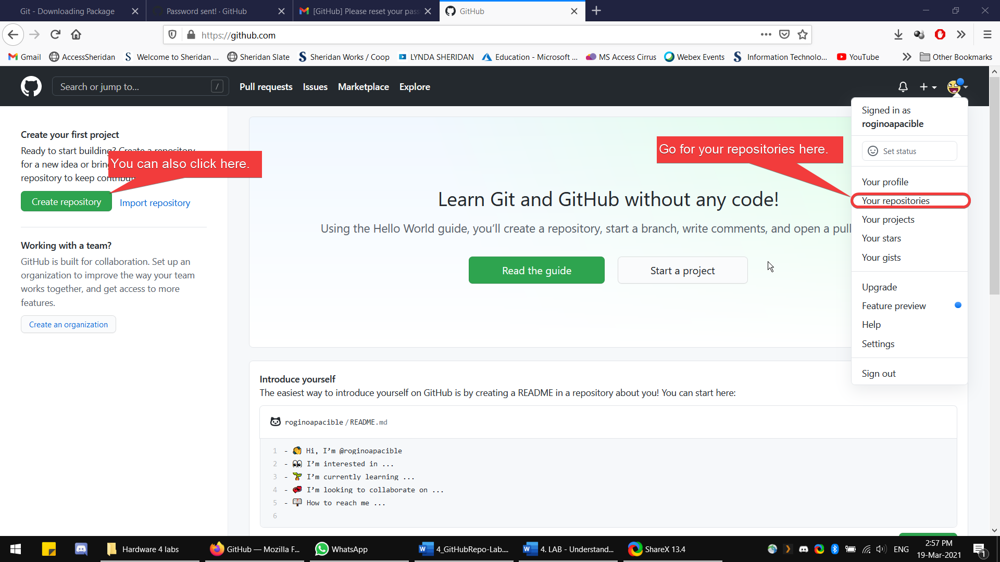 Git - Downloading Package
Password sent! · GitHub
[GitHub] Please reset your pass
GitHub
https://github.com
Gmail
AccessSheridan
Welcome to Sheridan ...
Sheridan Slate
Sheridan Works / Coop
LYNDA SHERIDAN
Education - Microsoft ...
MS Access Cirrus
Webex Events
Information Technolo...
YouTube
Other Bookmarks
Search or jump to...
/
Pull requests
Issues
Marketplace
Explore
Create your first project
Ready to start building? Create a repository
for a new idea or brin
repository to keep contribu
You can also click here.
Create repository
Import repository
Working with a team?
GitHub is built for collaboration. Set up an
organization to improve the way your team
works together, and get access to more
features.
Create an organization
Go for your repositories here.
Learn Git and GitHub without any code!
Using the Hello World guide, you’ll create a repository, start a branch, write comments, and open a pull
Read the guide
Start a project
Signed in as
roginoapacible
Set status
Your profile
Your repositories
Your projects
Your stars
Your gists
Upgrade
Feature preview
Help
Settings
Sign out
Introduce yourself
The easiest way to introduce yourself on GitHub is by creating a README in a repository about you! You can start here:
roginoapacible / README.md
1 - 👋 Hi, I’m @roginoapacible
2 - 👀 I’m interested in ...
3 - 🌱 I’m currently learning ...
4 - 💞️ I’m looking to collaborate on ...
5 - 📫 How to reach me ...
6
Hardware 4 labs
GitHub — Mozilla F...
WhatsApp
4_GitHubRepo-Lab....
4. LAB - Understand...
ShareX 13.4
ENG
2:57 PM
19-Mar-2021
1